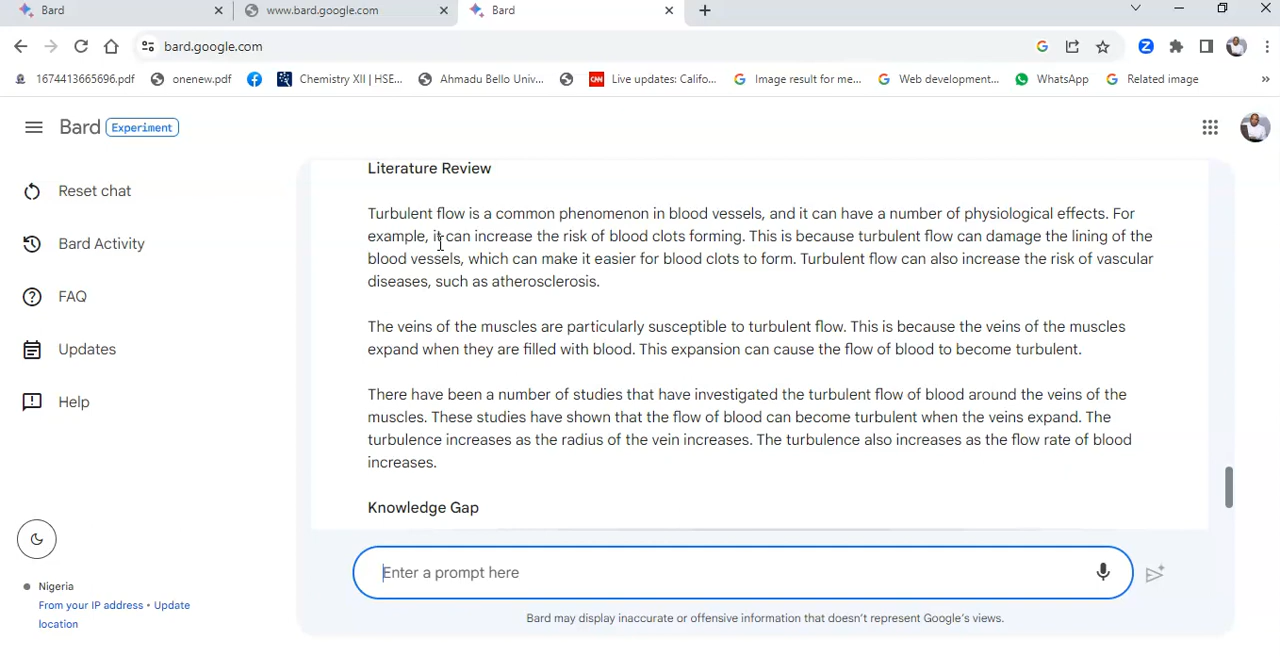 Bard
www.bard.google.com
Bard
bard.google.com
1674413665696.pdf
onenew.pdf
Chemistry XII | HSE...
Ahmadu Bello Univ...
CNN
Live updates: Califo...
Image result for me...
Web development...
WhatsApp
Related image
»
Bard Experiment
Reset chat
Bard Activity
FAQ
Updates
Help
Nigeria
From your IP address • Update
location
Literature Review
Turbulent flow is a common phenomenon in blood vessels, and it can have a number of physiological effects. For
example, it can increase the risk of blood clots forming. This is because turbulent flow can damage the lining of the
blood vessels, which can make it easier for blood clots to form. Turbulent flow can also increase the risk of vascular
diseases, such as atherosclerosis.
The veins of the muscles are particularly susceptible to turbulent flow. This is because the veins of the muscles
expand when they are filled with blood. This expansion can cause the flow of blood to become turbulent.
There have been a number of studies that have investigated the turbulent flow of blood around the veins of the
muscles. These studies have shown that the flow of blood can become turbulent when the veins expand. The
turbulence increases as the radius of the vein increases. The turbulence also increases as the flow rate of blood
increases.
Knowledge Gap
Enter a prompt here
Bard may display inaccurate or offensive information that doesn't represent Google's views.